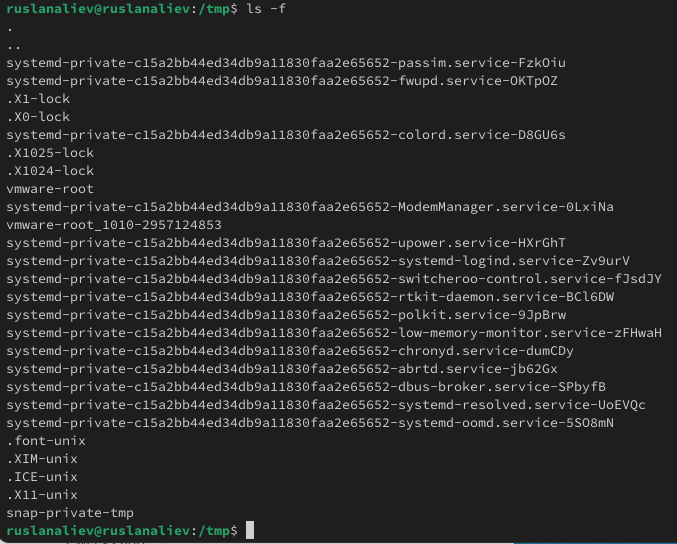 ruslanaliev@ruslanaliev:/tmp$ ls -f
.
..
systemd-private-c15a2bb44ed34db9a11830faa2e65652-passim.service-FzkOiu
systemd-private-c15a2bb44ed34db9a11830faa2e65652-fwupd.service-OKTpOZ
.X1-lock
.X0-lock
systemd-private-c15a2bb44ed34db9a11830faa2e65652-colord.service-D8GU6s
.X1025-lock
.X1024-lock
vmware-root
systemd-private-c15a2bb44ed34db9a11830faa2e65652-ModemManager.service-0LxiNa
vmware-root_1010-2957124853
systemd-private-c15a2bb44ed34db9a11830faa2e65652-upower.service-HXrGhT
systemd-private-c15a2bb44ed34db9a11830faa2e65652-systemd-logind.service-Zv9urV
systemd-private-c15a2bb44ed34db9a11830faa2e65652-switcheroo-control.service-fJsdJY
systemd-private-c15a2bb44ed34db9a11830faa2e65652-rtkit-daemon.service-BCl6DW
systemd-private-c15a2bb44ed34db9a11830faa2e65652-polkit.service-9JpBrw
systemd-private-c15a2bb44ed34db9a11830faa2e65652-low-memory-monitor.service-zFHwaH
systemd-private-c15a2bb44ed34db9a11830faa2e65652-chronyd.service-dumCDy
systemd-private-c15a2bb44ed34db9a11830faa2e65652-abrtd.service-jb62Gx
systemd-private-c15a2bb44ed34db9a11830faa2e65652-dbus-broker.service-SPbyfB
systemd-private-c15a2bb44ed34db9a11830faa2e65652-systemd-resolved.service-UoEVQc
systemd-private-c15a2bb44ed34db9a11830faa2e65652-systemd-oomd.service-5SO8mN
.font-unix
.XIM-unix
.ICE-unix
.X11-unix
snap-private-tmp
ruslanaliev@ruslanaliev:/tmp$